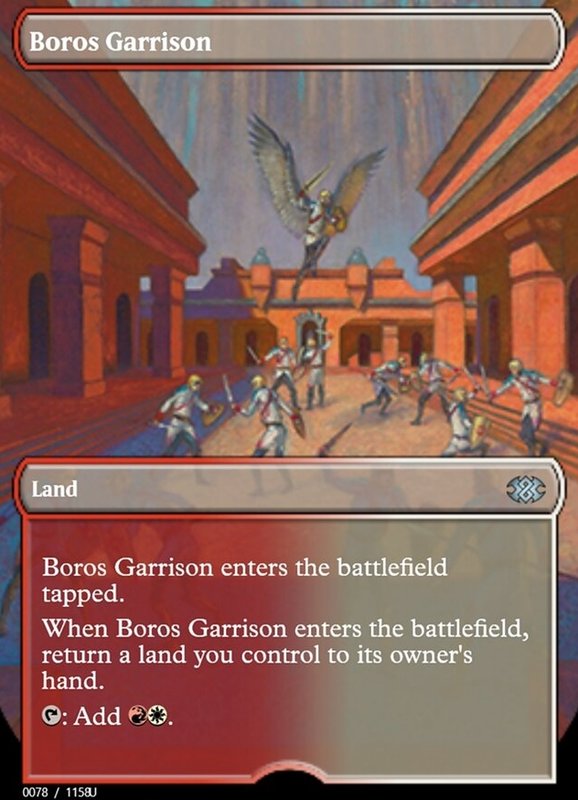 Boros Garrison
Land
Boros Garrison enters the battlefield
tapped.
When Boros Garrison enters the battlefield,
return a land you control to its owner's
hand.
: Add .
0078 / 1158U